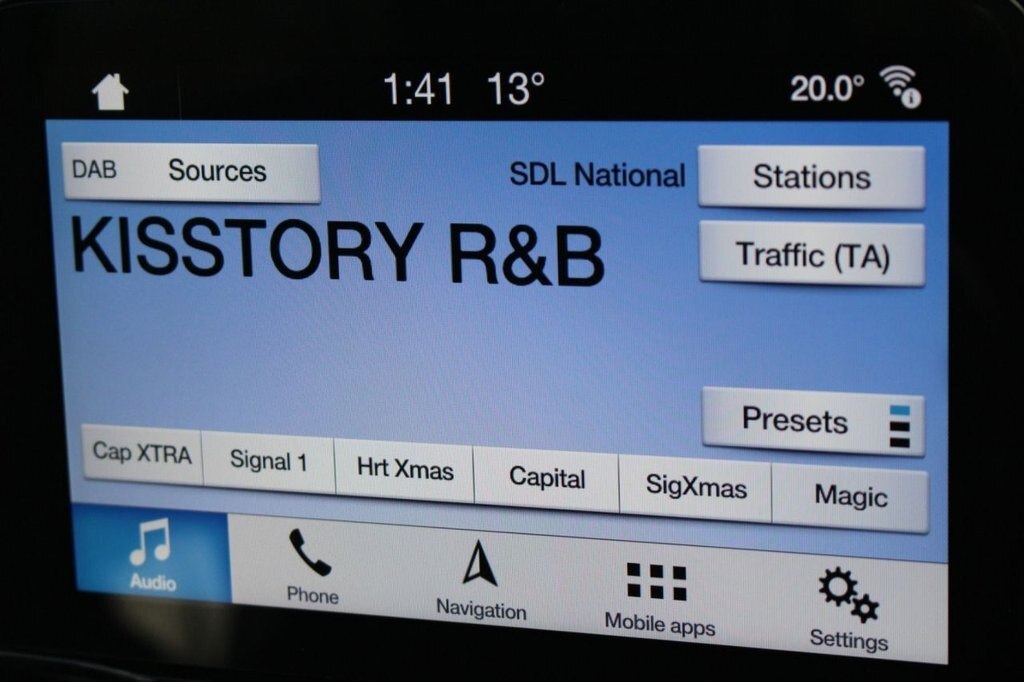 1:41 13° 20.0°
DAB Sources SDL National Stations
KISSTORY R&B Traffic (TA)
Presets
Cap XTRA Signal 1 Hrt Xmas Capital SigXmas Magic
Audio Phone Navigation Mobile apps Settings